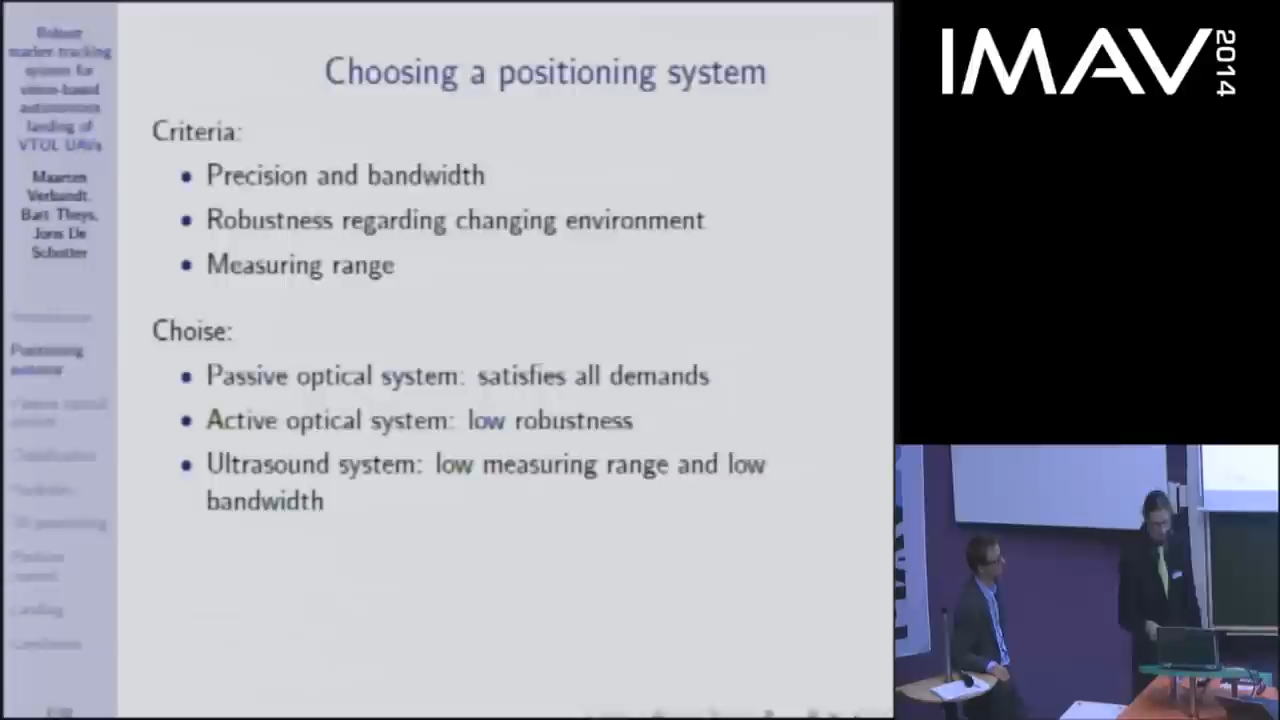 Robust
marker tracking
system for
vision-based
autonomous
landing of
VTOL UAVs
Maarten
Verbandt,
Bart Theys,
Joris De
Schutter
Positioning
system
Landing
Choosing a positioning system
Criteria:
Precision and bandwidth
Robustness regarding changing environment
Measuring range
Choise:
Passive optical system: satisfies all demands
Active optical system: low robustness
Ultrasound system: low measuring range and low
bandwidth
IMAV
2014